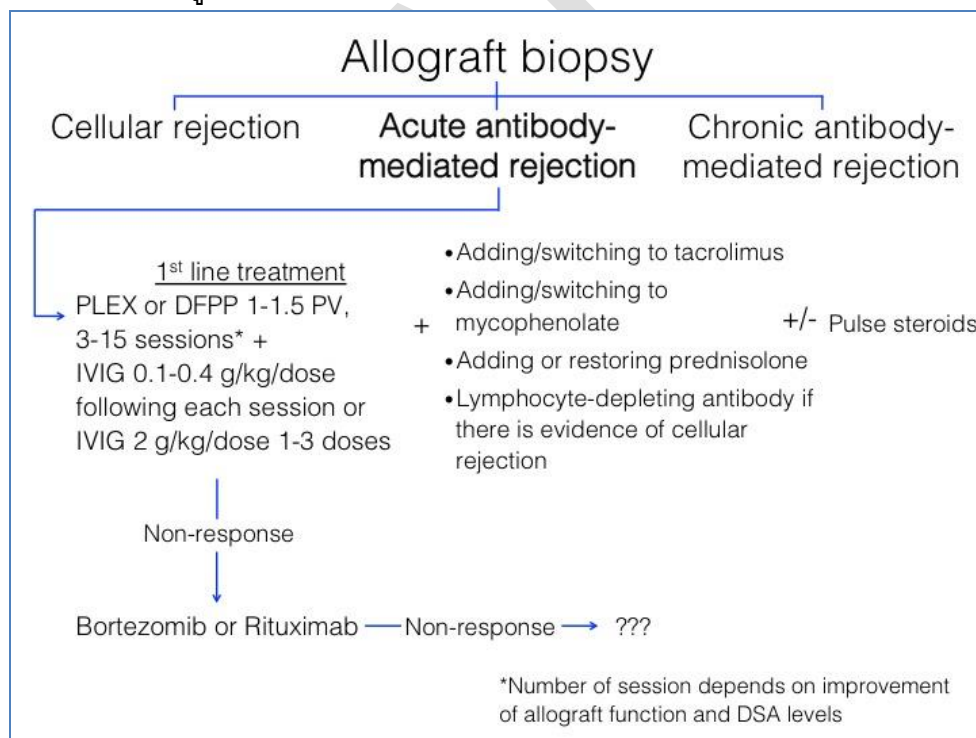 Allograft biopsy
Cellular rejection
Acute antibody-
mediated rejection
Chronic antibody-
mediated rejection
1st line treatment
PLEX or DFPP 1-1.5 PV,
3-15 sessions* +
IVIG 0.1-0.4 g/kg/dose
following each session or
IVIG 2 g/kg/dose 1-3 doses
+
•Adding/switching to tacrolimus
•Adding/switching to
mycophenolate
•Adding or restoring prednisolone
•Lymphocyte-depleting antibody if
there is evidence of cellular
rejection
+/- Pulse steroids
Non-response
Bortezomib or Rituximab
Non-response
???
*Number of session depends on improvement
of allograft function and DSA levels